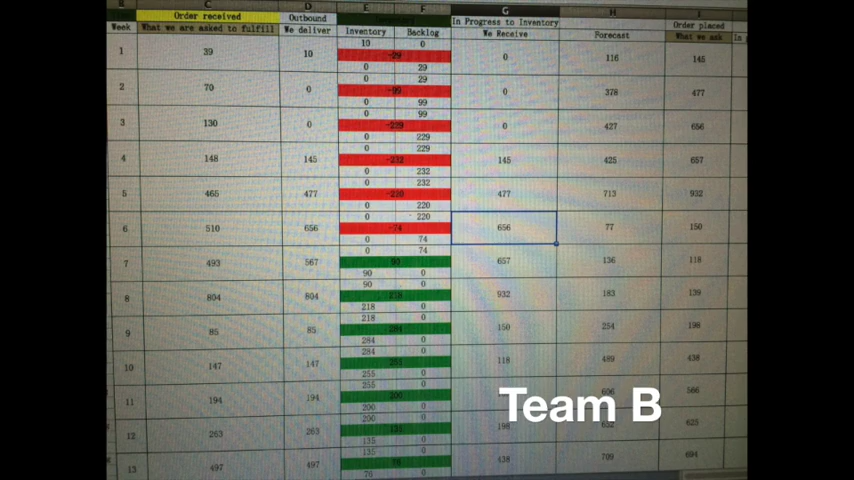 C D E F G H
Order received Outbound In Progress to Inventory Order placed
Week What we are asked to fulfill We deliver Inventory Backlog We Receive Forecast What we ask
10 0
1 39 10 -29 0 116 145
0 29
0 29
2 70 0 -99 0 378 477
0 99
0 99
3 130 0 -229 0 427 656
0 229
0 229
4 148 145 -232 145 425 657
0 232
0 232
5 465 477 -220 477 713 932
0 220
0 220
6 510 656 -74 656 77 150
0 74
0 74
7 493 567 90 657 136 118
90 0
90 0
8 804 804 218 932 183 139
218 0
218 0
9 85 85 284 150 254 198
284 0
284 0
10 147 147 255 118 489 438
255 0
255 0
11 194 194 200 606 566
200 0
Team B
200 0
12 263 263 135 198 625
135 0
135 0
13 497 497 76 438 709 694
76 0